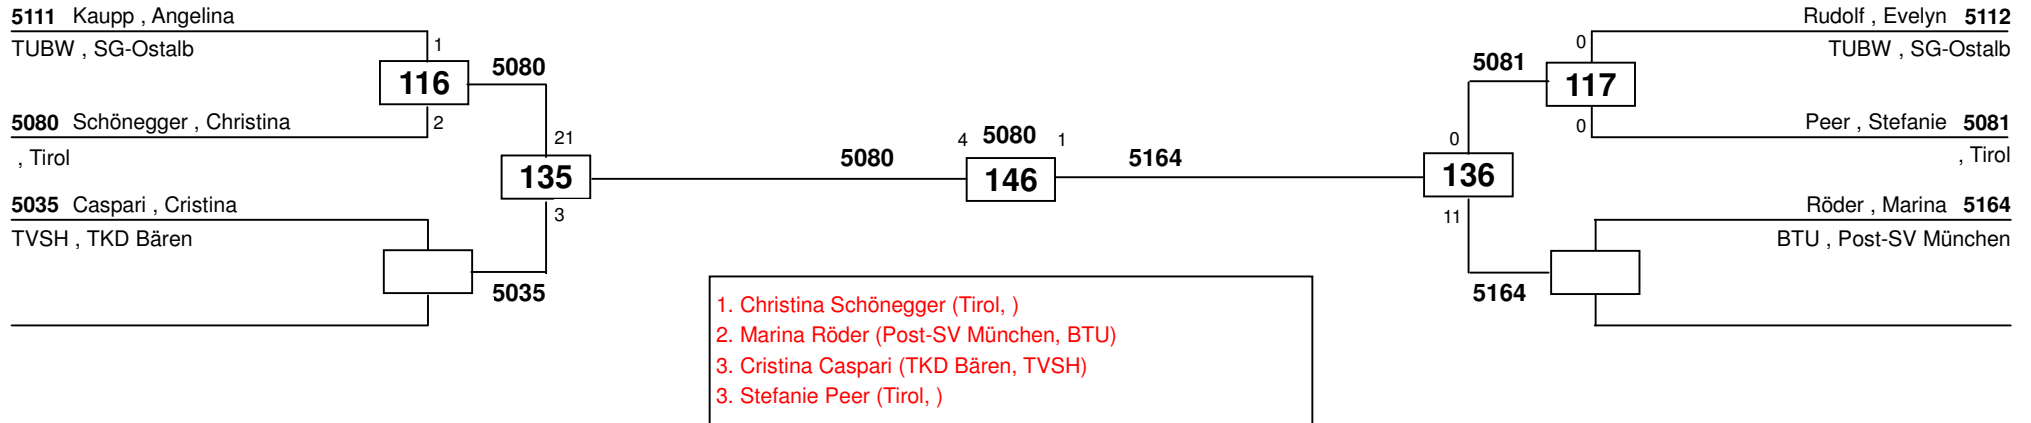 5111 Kaupp , Angelina
TUBW , SG-Ostalb
1
116
5080
5080 Schönegger , Christina
2
, Tirol
21
135
5080
5035 Caspari , Cristina
3
TVSH , TKD Bären
5035
4 5080 1
146
5164
Rudolf , Evelyn 5112
0
TUBW , SG-Ostalb
5081
117
Peer , Stefanie 5081
0
, Tirol
0
136
Röder , Marina 5164
11
BTU , Post-SV München
5164
1. Christina Schönegger (Tirol, )
2. Marina Röder (Post-SV München, BTU)
3. Cristina Caspari (TKD Bären, TVSH)
3. Stefanie Peer (Tirol, )